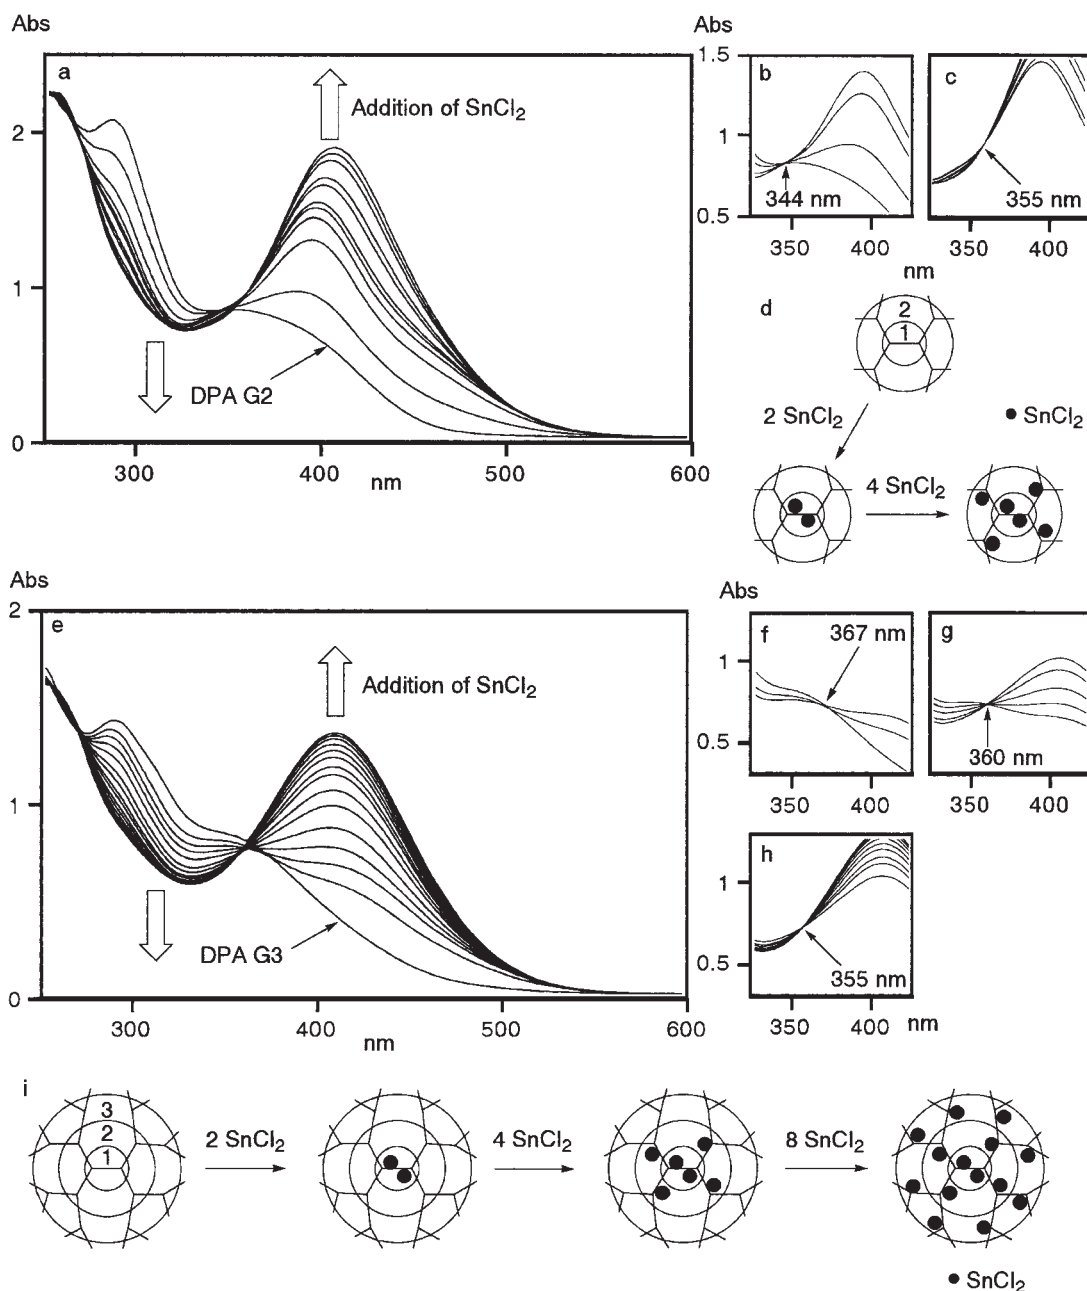 Abs
a
Addition of SnCl₂
2
1
0
DPA G2
300
400
500
600
nm
Abs
1.5
b
1
0.5
344 nm
350
400
c
355 nm
350
400
nm
d
2
1
2 SnCl₂
SnCl₂
4 SnCl₂
Abs
e
Addition of SnCl₂
2
1
0
DPA G3
300
400
500
600
nm
Abs
f
367 nm
1
0.5
350
400
g
360 nm
350
400
h
1
0.5
355 nm
350
400
nm
i
3
2
1
2 SnCl₂
4 SnCl₂
8 SnCl₂
SnCl₂